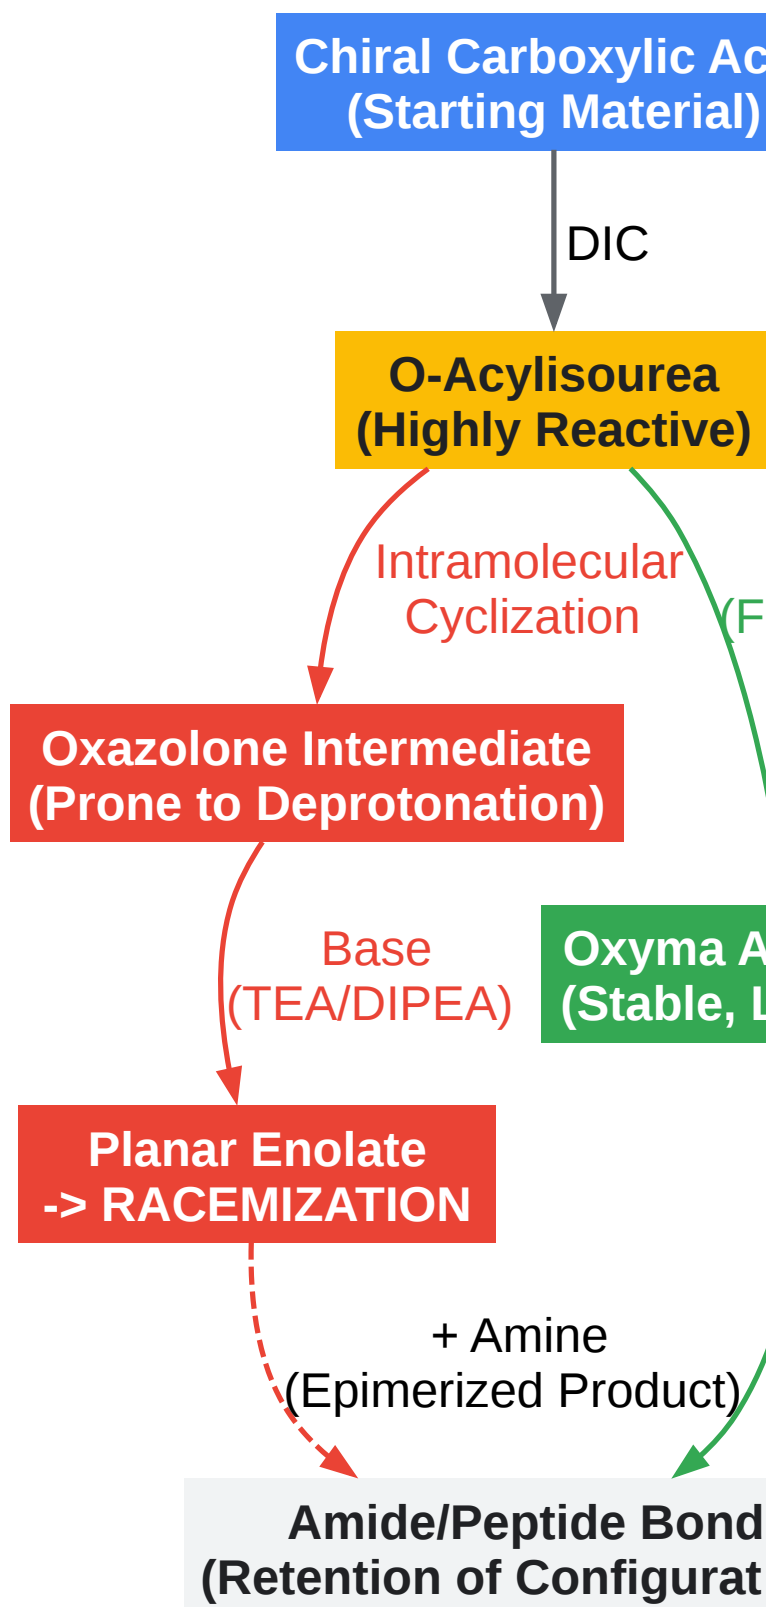 Chiral Carboxylic Ac
(Starting Material)
DIC
O-Acylisourea
(Highly Reactive)
Intramolecular
Cyclization
(F
Oxazolone Intermediate
(Prone to Deprotonation)
Base
(TEA/DIPEA)
Oxyma A
(Stable, L
Planar Enolate
-> RACEMIZATION
+ Amine
(Epimerized Product)
Amide/Peptide Bond
(Retention of Configurat